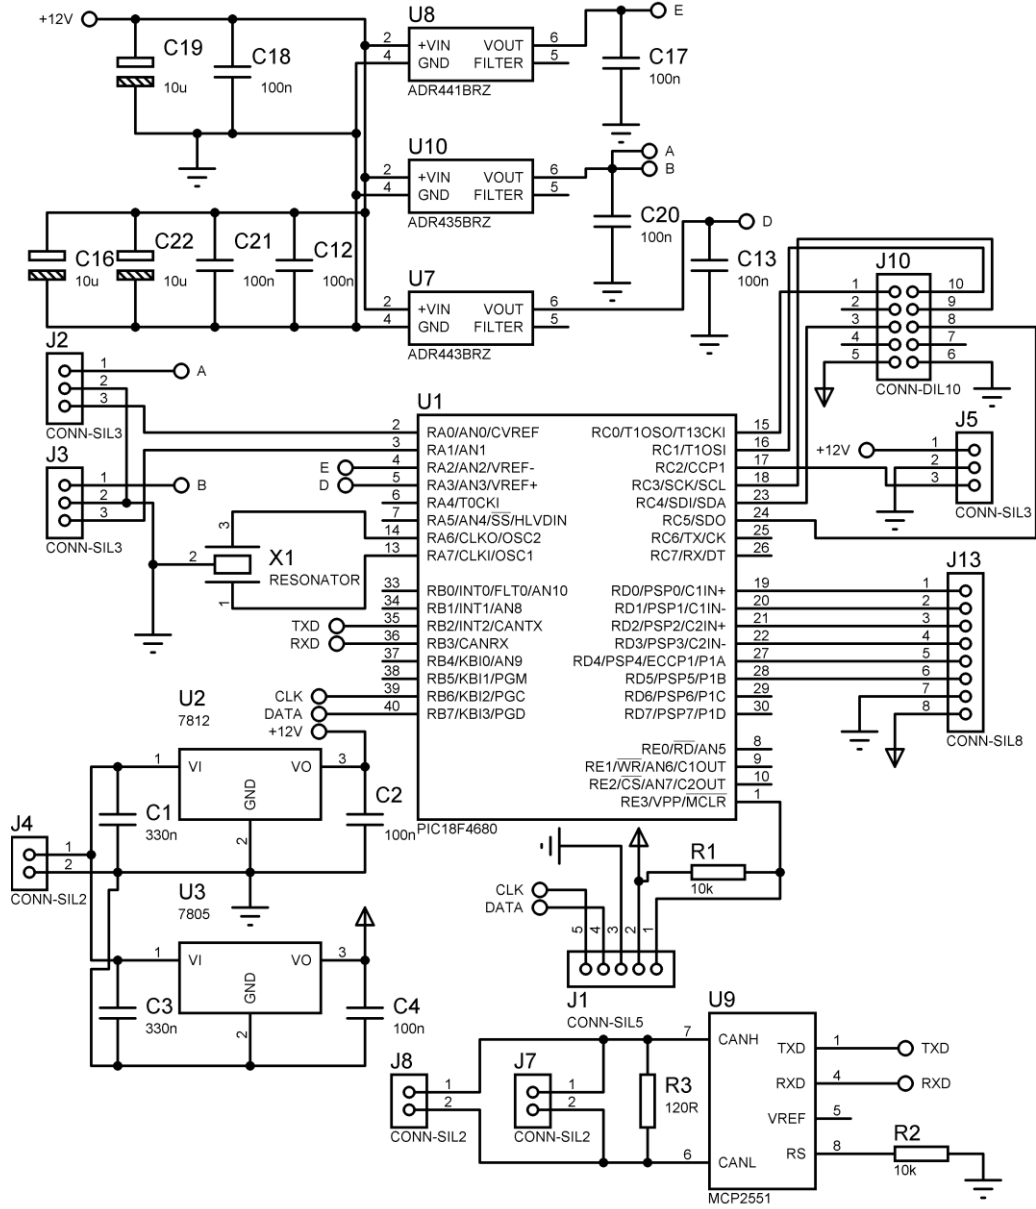 +12V
C19
10u
C18
100n
U8
2 +VIN VOUT 6
4 GND FILTER 5
ADR441BRZ
E
C17
100n
U10
2 +VIN VOUT 6
4 GND FILTER 5
ADR435BRZ
A
B
C20
100n
C16
10u
C22
10u
C21
100n
C12
100n
U7
2 +VIN VOUT 6
4 GND FILTER 5
ADR443BRZ
D
C13
100n
J10
1 10
2 9
3 8
4 7
5 6
CONN-DIL10
J2
1
2
3
A
CONN-SIL3
J3
1
2
3
B
CONN-SIL3
J5
+12V
1
2
3
CONN-SIL3
U1
2 RA0/AN0/CVREF RC0/T1OSO/T13CKI 15
3 RA1/AN1 RC1/T1OSI 16
E 4 RA2/AN2/VREF- RC2/CCP1 17
D 5 RA3/AN3/VREF+ RC3/SCK/SCL 18
6 RA4/T0CKI RC4/SDI/SDA 23
7 RA5/AN4/SS/HLVDIN RC5/SDO 24
14 RA6/CLKO/OSC2 RC6/TX/CK 25
13 RA7/CLKI/OSC1 RC7/RX/DT 26
33 RB0/INT0/FLT0/AN10 RD0/PSP0/C1IN+ 19
34 RB1/INT1/AN8 RD1/PSP1/C1IN- 20
TXD 35 RB2/INT2/CANTX RD2/PSP2/C2IN+ 21
RXD 36 RB3/CANRX RD3/PSP3/C2IN- 22
37 RB4/KBI0/AN9 RD4/PSP4/ECCP1/P1A 27
38 RB5/KBI1/PGM RD5/PSP5/P1B 28
CLK 39 RB6/KBI2/PGC RD6/PSP6/P1C 29
DATA 40 RB7/KBI3/PGD RD7/PSP7/P1D 30
RE0/RD/AN5 8
RE1/WR/AN6/C1OUT 9
RE2/CS/AN7/C2OUT 10
RE3/VPP/MCLR 1
PIC18F4680
3
2
1
X1
RESONATOR
J13
1
2
3
4
5
6
7
8
CONN-SIL8
+12V
U2
7812
1 VI VO 3
GND
2
C1
330n
C2
100n
J4
1
2
CONN-SIL2
U3
7805
1 VI VO 3
GND
2
C3
330n
C4
100n
R1
10k
CLK
DATA
5 4 3 2 1
J1
CONN-SIL5
J8
1
2
CONN-SIL2
J7
1
2
CONN-SIL2
R3
120R
U9
7 CANH
6 CANL
TXD 1 TXD
RXD 4 RXD
VREF 5
RS 8
MCP2551
R2
10k